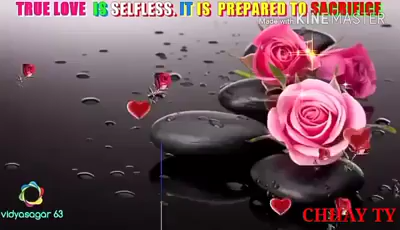 TRUE LOVE IS SELFLESS. IT IS PREPARED TO SACRIFICE
Made with KINEMASTER
vidyasagar 63
CHHAY TY